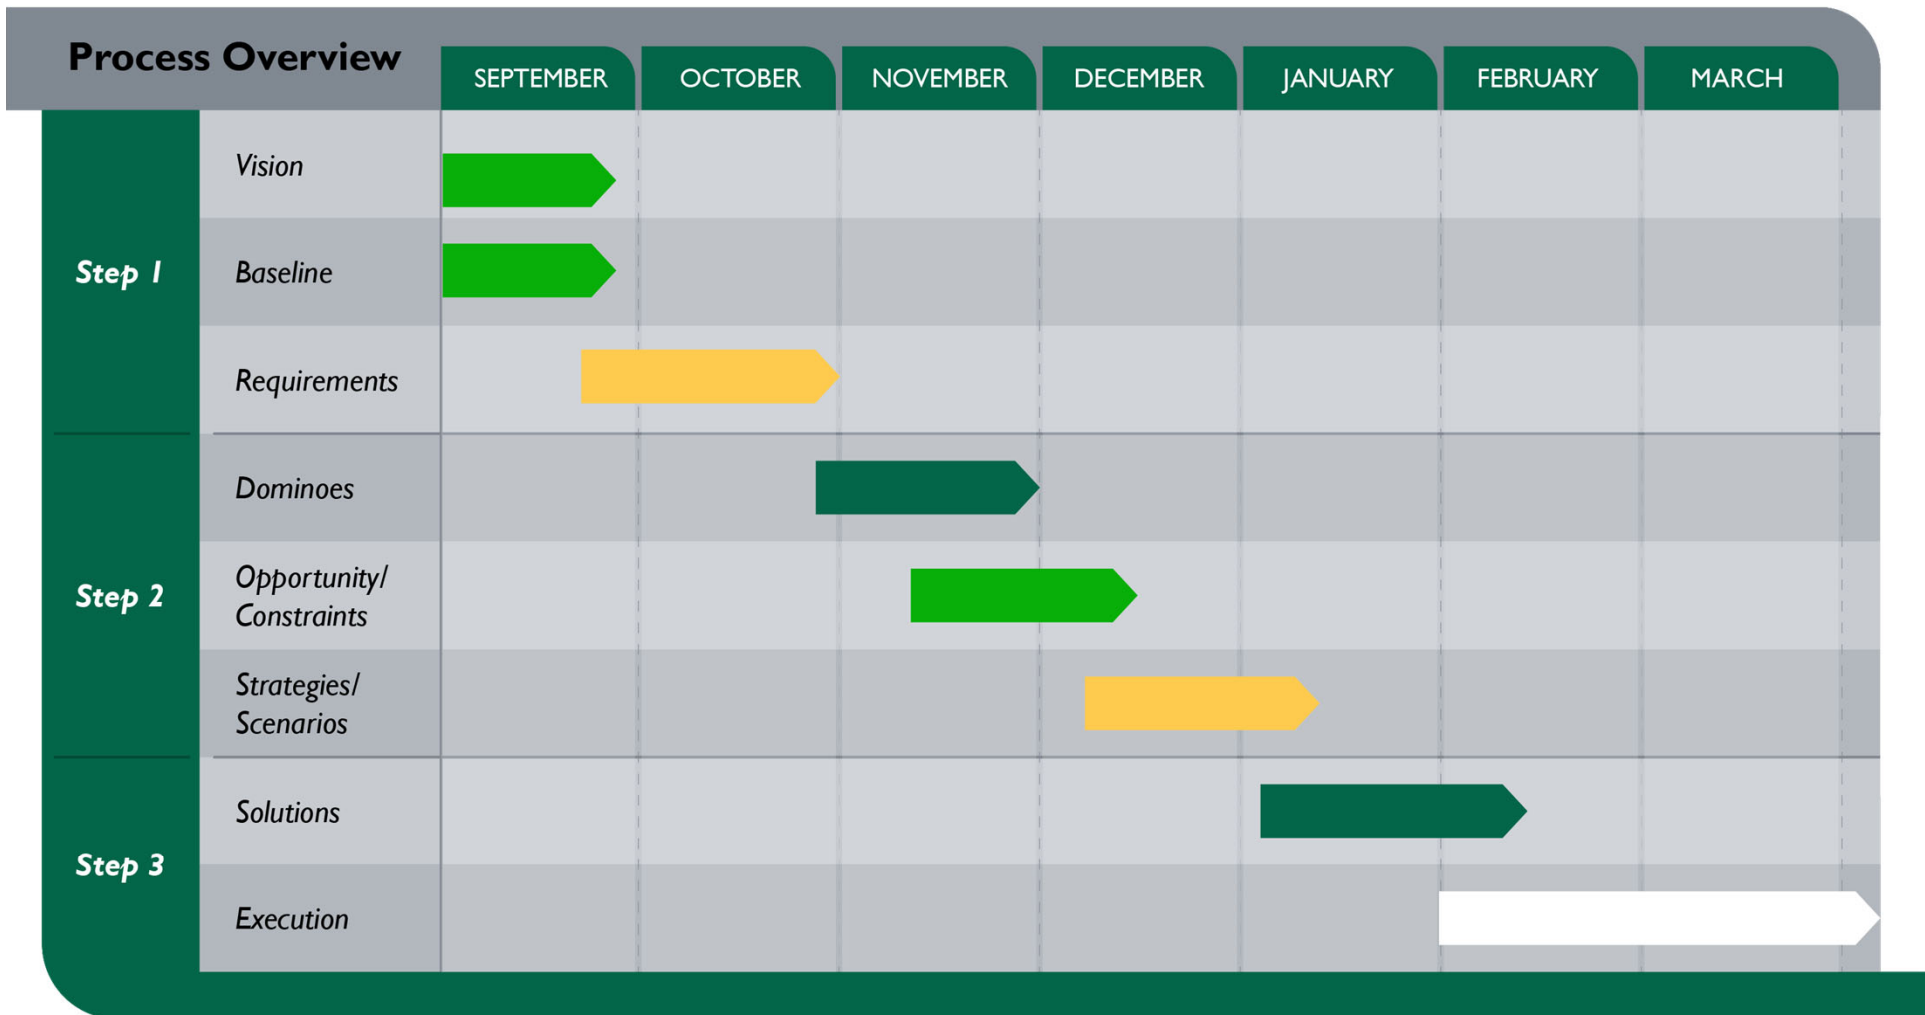 Process Overview
SEPTEMBER
OCTOBER
NOVEMBER
DECEMBER
JANUARY
FEBRUARY
MARCH
Step 1
Vision
Baseline
Requirements
Step 2
Dominoes
Opportunity/
Constraints
Strategies/
Scenarios
Step 3
Solutions
Execution